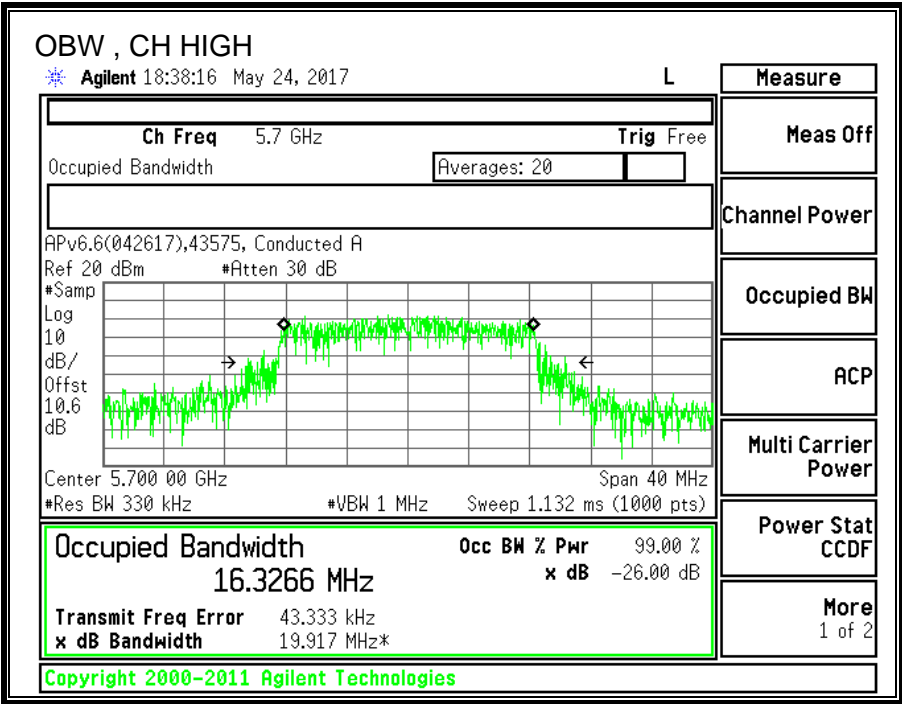 OBW , CH HIGH
Agilent 18:38:16 May 24, 2017 L
Measure
Ch Freq 5.7 GHz Trig Free
Meas Off
Occupied Bandwidth Averages: 20
Channel Power
APv6.6(042617),43575, Conducted A
Ref 20 dBm #Atten 30 dB
#Samp
Log
10
dB/
Offst
10.6
dB
Occupied BW
ACP
Multi Carrier
Power
Center 5.700 00 GHz Span 40 MHz
#Res BW 330 kHz #VBW 1 MHz Sweep 1.132 ms (1000 pts)
Power Stat
CCDF
Occupied Bandwidth Occ BW % Pwr 99.00 %
16.3266 MHz x dB -26.00 dB
Transmit Freq Error 43.333 kHz
x dB Bandwidth 19.917 MHz*
More
1 of 2
Copyright 2000-2011 Agilent Technologies